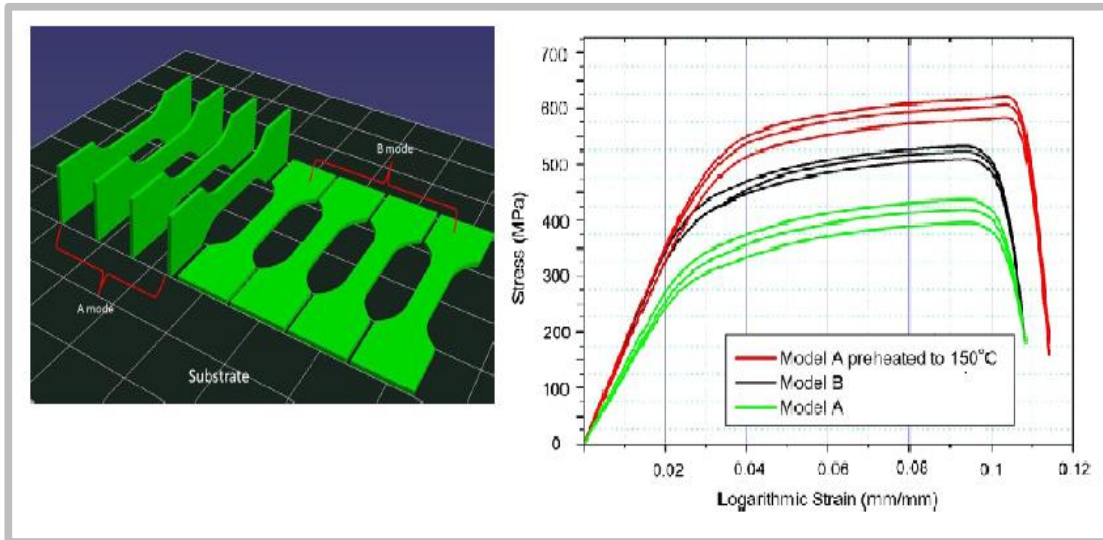 B mode
A mode
Substrate
700
600
500
400
300
200
100
0
Stress (MPa)
Model A preheated to 150°C
Model B
Model A
0.02
0.04
0.06
0.08
0.1
0.12
Logarithmic Strain (mm/mm)